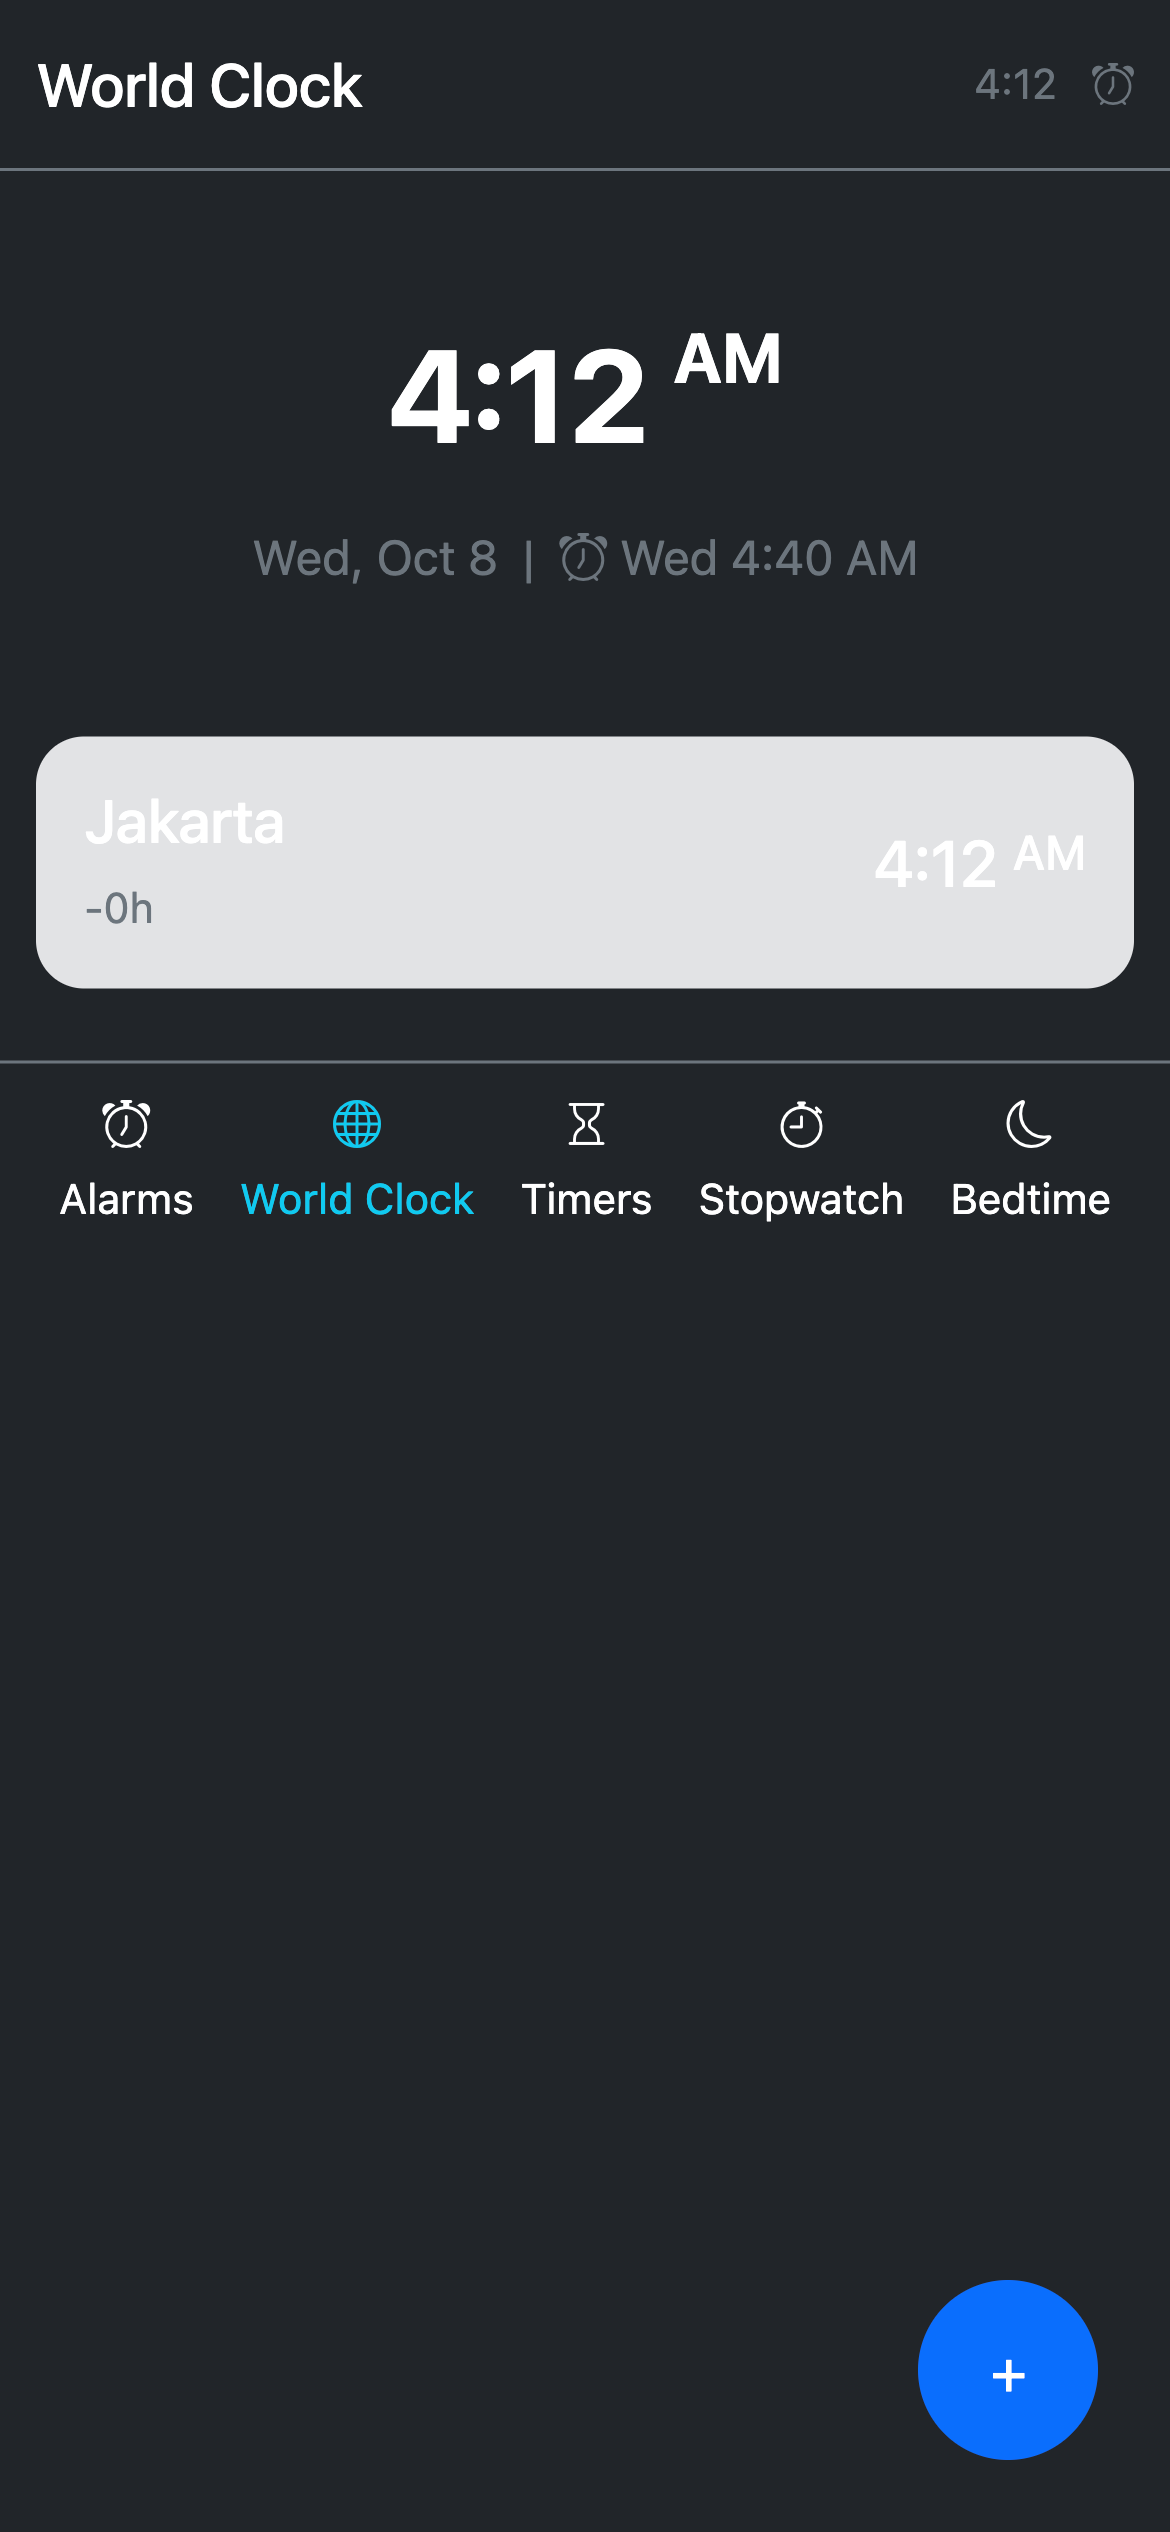 World Clock 4:12
4:12 AM
Wed, Oct 8 | Wed 4:40 AM
Jakarta
4:12 AM
-0h
Alarms World Clock Timers Stopwatch Bedtime
+